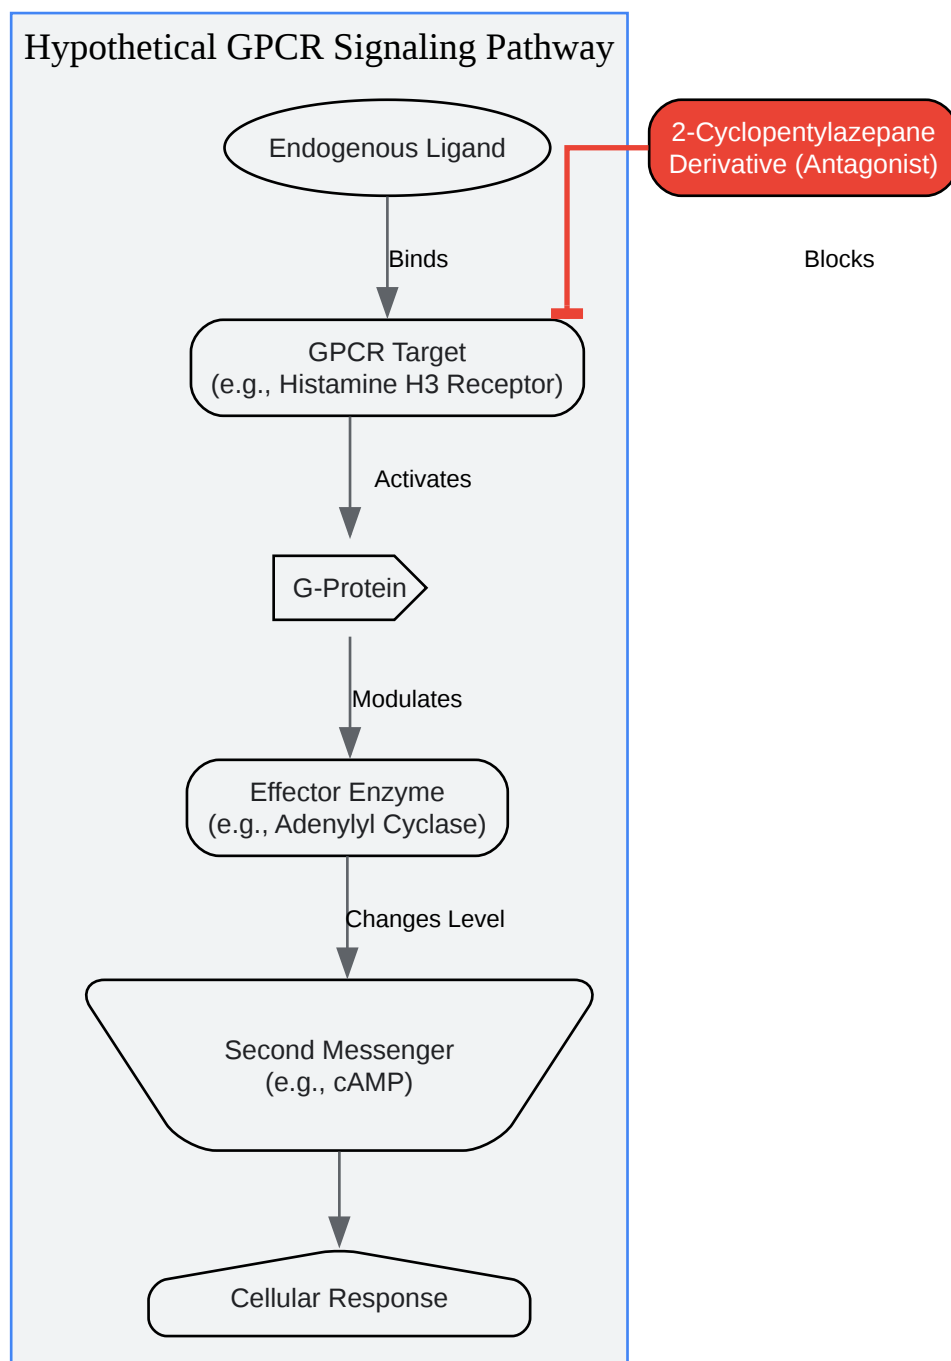 Hypothetical GPCR Signaling Pathway
Endogenous Ligand
2-Cyclopentylazepane
Derivative (Antagonist)
Binds
Blocks
GPCR Target
(e.g., Histamine H3 Receptor)
Activates
G-Protein
Modulates
Effector Enzyme
(e.g., Adenylyl Cyclase)
Changes Level
Second Messenger
(e.g., cAMP)
Cellular Response